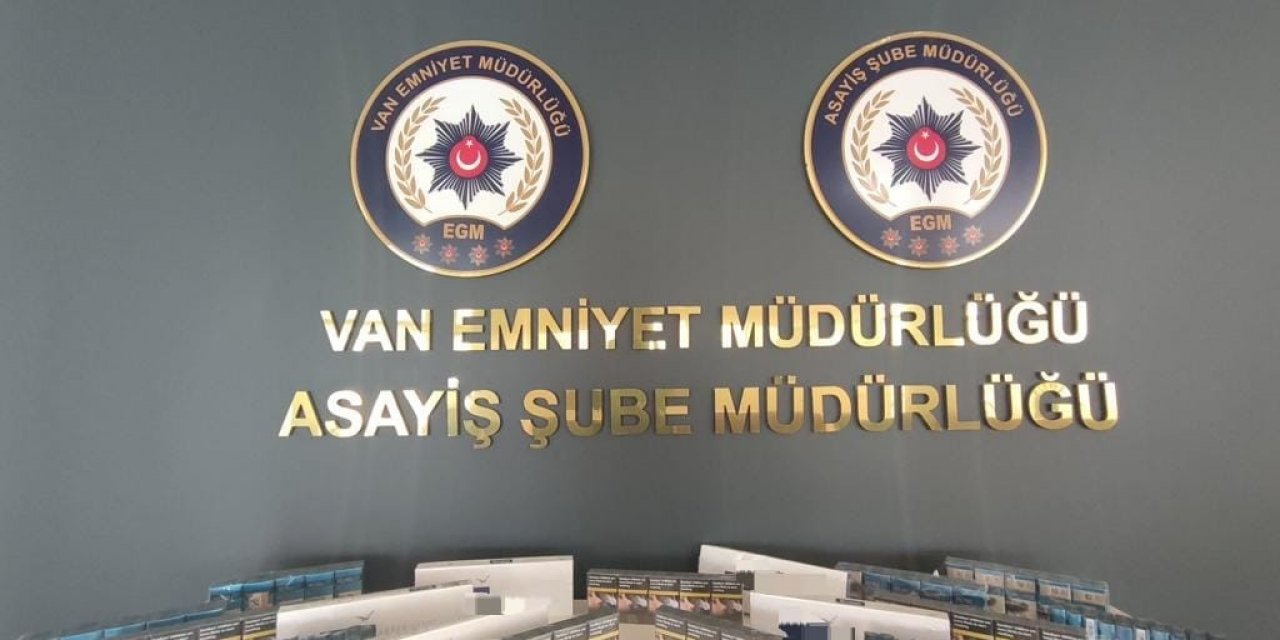 VAN EMNİYET MÜDÜRLÜĞÜ
EGM
ASAYİŞ ŞUBE MÜDÜRLÜĞÜ
EGM
VAN EMNİYET MÜDÜRLÜĞÜ
ASAYİŞ ŞUBE MÜDÜRLÜĞÜ